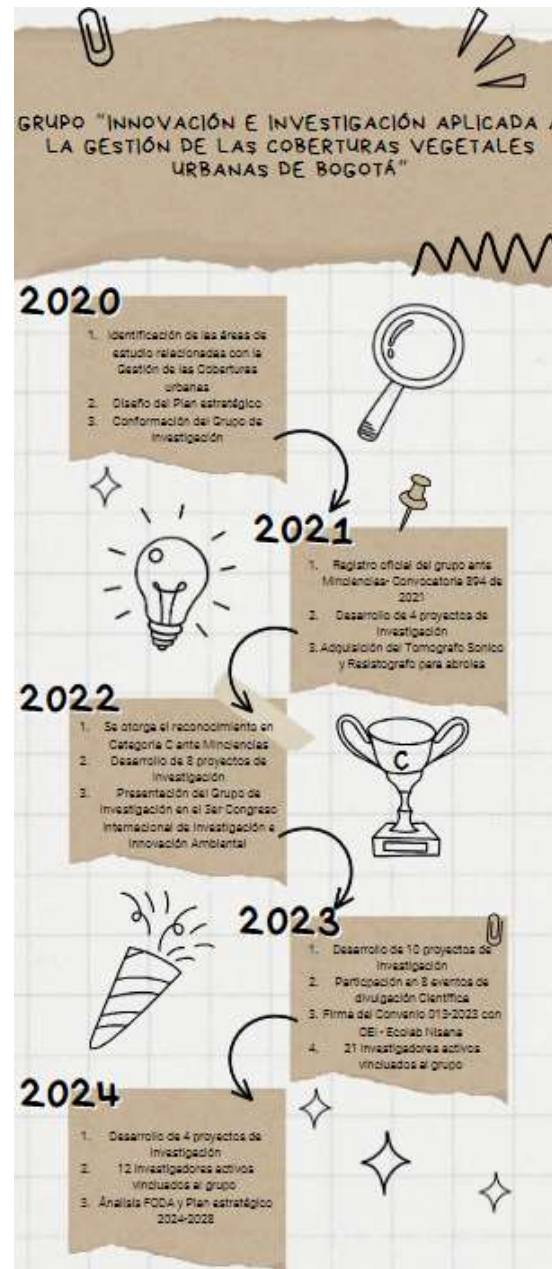 GRUPO "INNOVACIÓN E INVESTIGACIÓN APLICADA A
LA GESTIÓN DE LAS COBERTURAS VEGETALES
URBANAS DE BOGOTÁ"
2020
1. Identificación de las áreas de
estudio relacionadas con la
Gestión de las Coberturas
urbanas
2. Diseño del Plan estratégico
3. Conformación del Grupo de
Investigación
2021
1. Registro oficial del grupo ante
Minciencias- Convocatoria 894 de
2021
2. Desarrollo de 4 proyectos de
Investigación
3. Adquisición del Tomografo Sonico
y Resistografo para abroles
2022
1. Se otorga el reconocimiento en
Categoría C ante Minciencias
2. Desarrollo de 8 proyectos de
Investigación
3. Presentación del Grupo de
Investigación en el 3er Congreso
Internacional de Investigación e
Innovación Ambiental
C
2023
1. Desarrollo de 10 proyectos de
Investigación
2. Participación en 8 eventos de
divulgación Científica
3. Firma del Convenio 013-2023 con
CEI - Ecolab Nisana
4. 21 Investigadores activos
vinculados al grupo
2024
1. Desarrollo de 4 proyectos de
Investigación
2. 12 Investigadores activos
vinculados al grupo
3. Ánalisis FODA y Plan estratégico
2024-2028